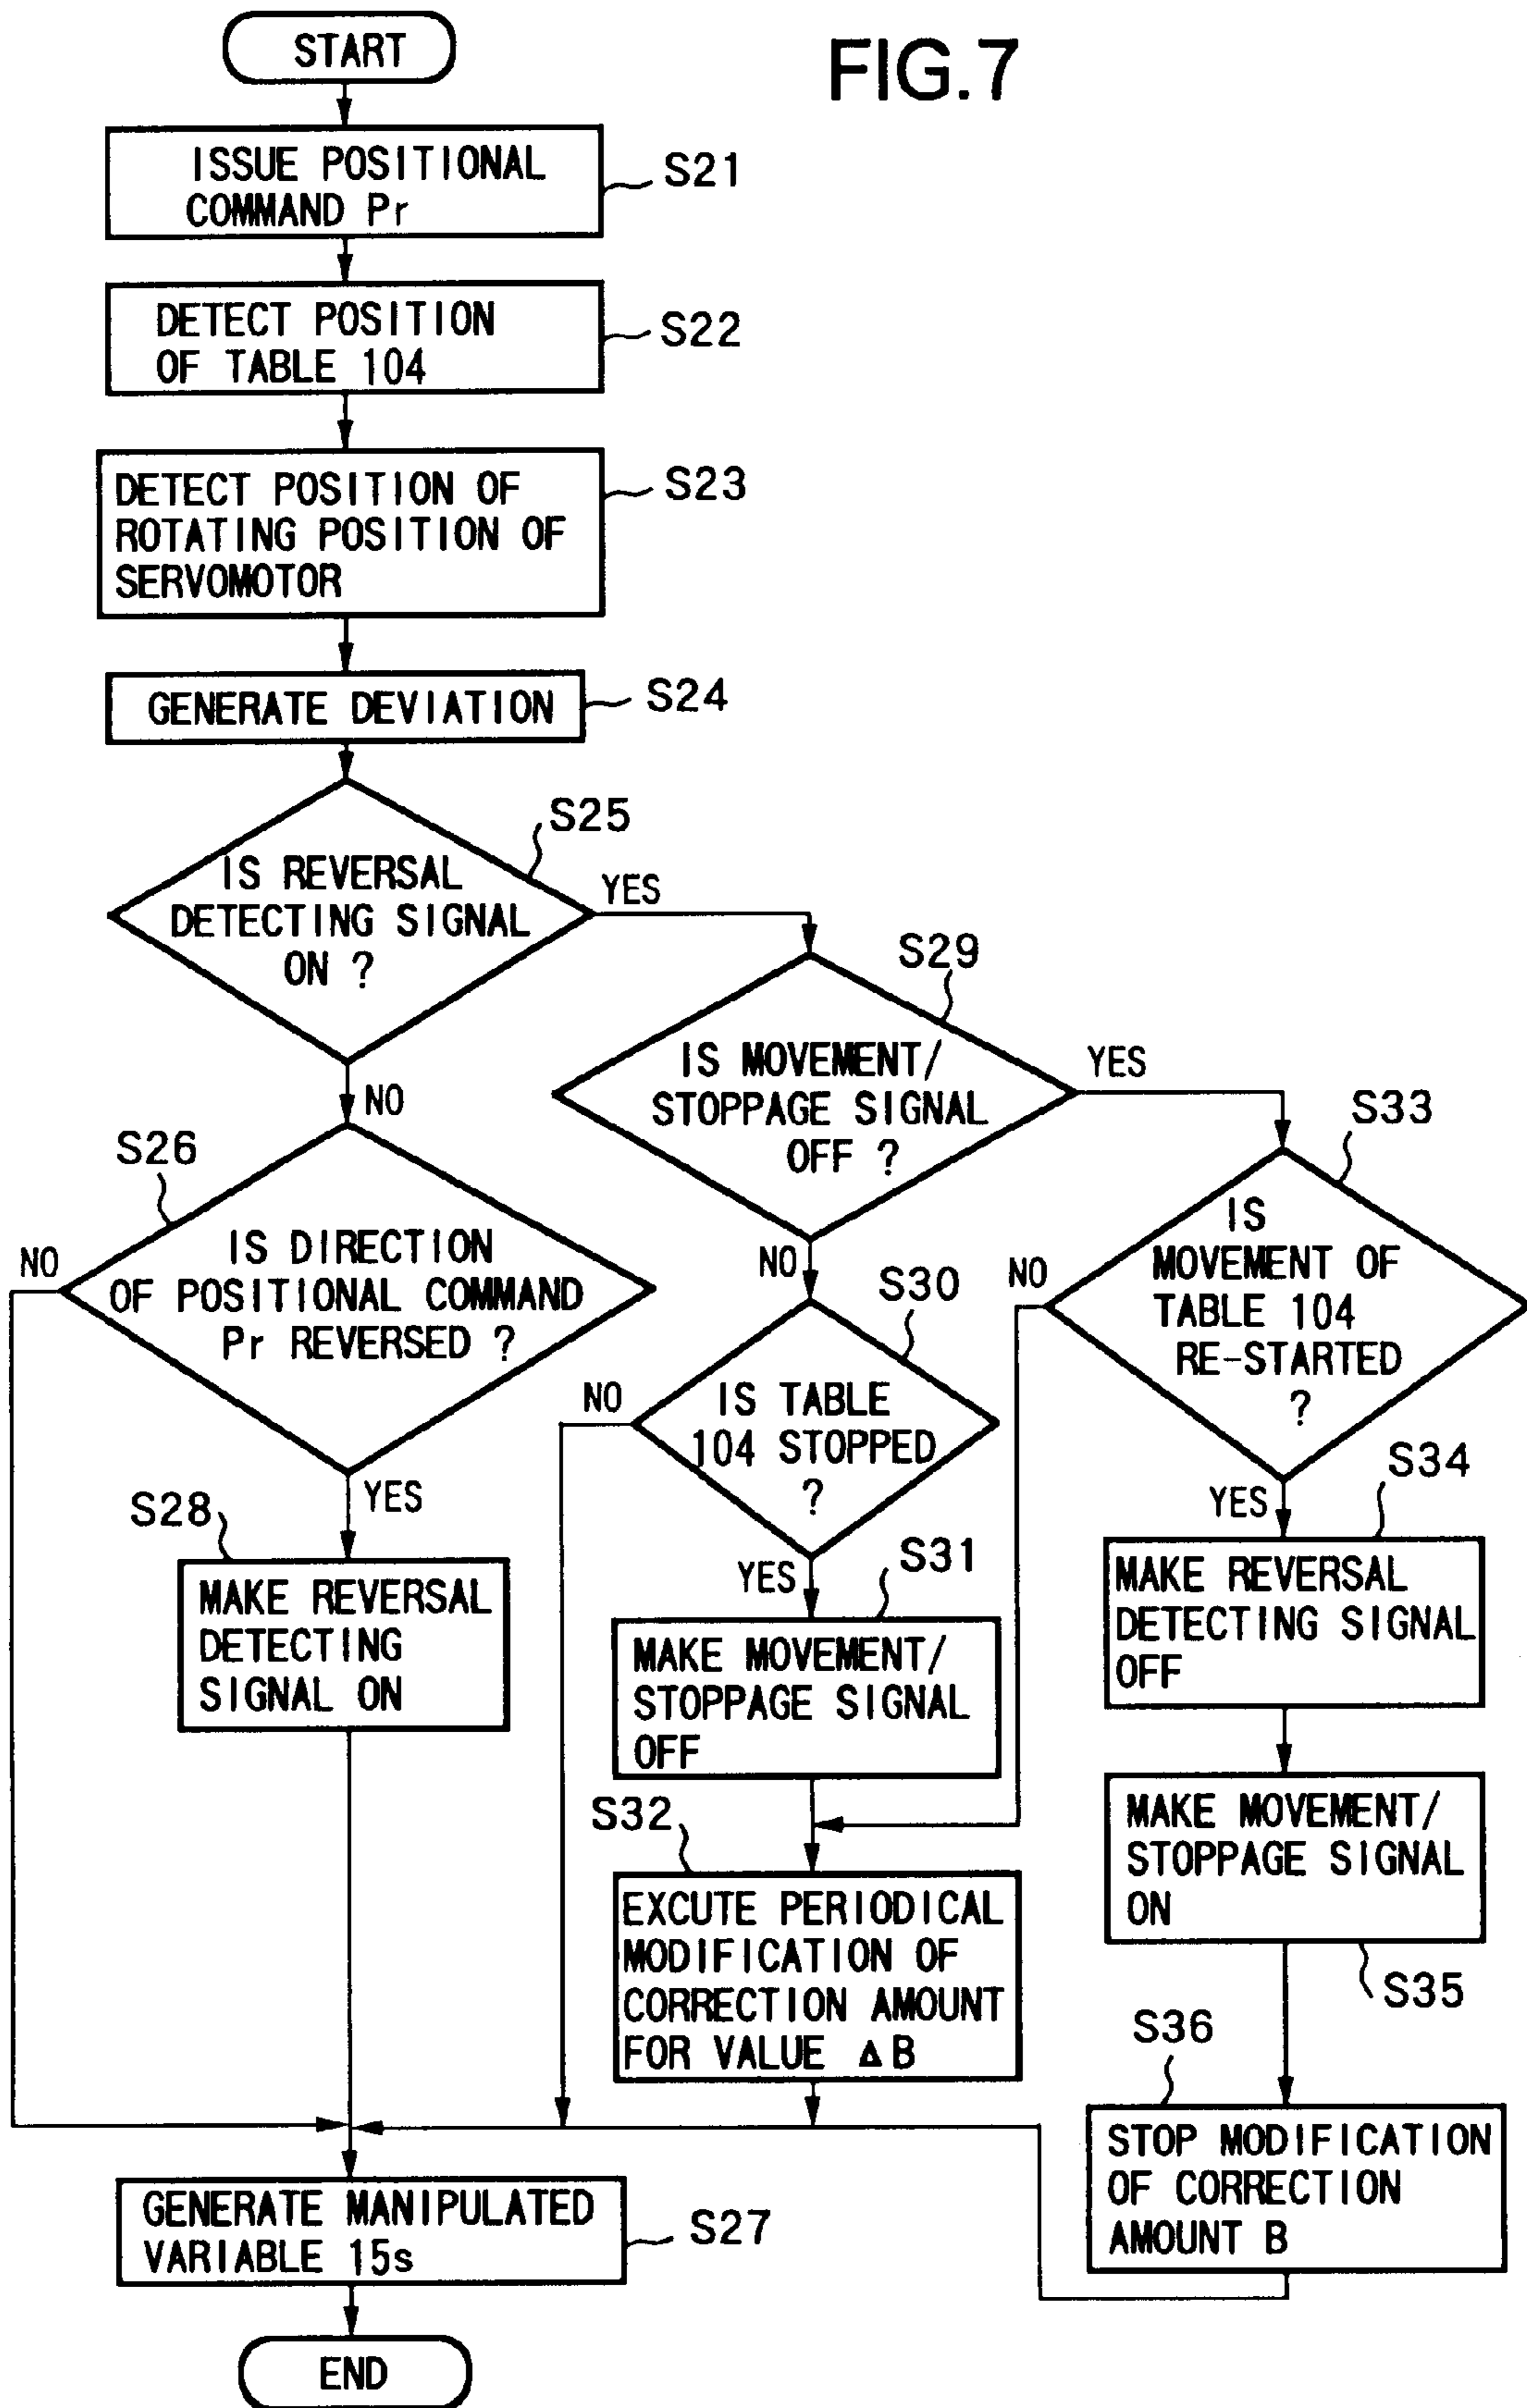 START
FIG.7
ISSUE POSITIONAL
COMMAND Pr
S21
DETECT POSITION
OF TABLE 104
S22
DETECT POSITION OF
ROTATING POSITION OF
SERVOMOTOR
S23
GENERATE DEVIATION
S24
S25
IS REVERSAL
DETECTING SIGNAL
ON ?
YES
NO
S29
IS MOVEMENT/
STOPPAGE SIGNAL
OFF ?
YES
NO
S26
IS DIRECTION
OF POSITIONAL COMMAND
Pr REVERSED ?
NO
YES
S33
IS
MOVEMENT OF
TABLE 104
RE-STARTED
?
NO
YES
S30
IS TABLE
104 STOPPED
?
NO
YES
S28
MAKE REVERSAL
DETECTING
SIGNAL ON
S31
MAKE MOVEMENT/
STOPPAGE SIGNAL
OFF
S34
MAKE REVERSAL
DETECTING SIGNAL
OFF
S32
EXCUTE PERIODICAL
MODIFICATION OF
CORRECTION AMOUNT
FOR VALUE ΔB
MAKE MOVEMENT/
STOPPAGE SIGNAL
ON
S35
S36
STOP MODIFICATION
OF CORRECTION
AMOUNT B
GENERATE MANIPULATED
VARIABLE 15s
S27
END